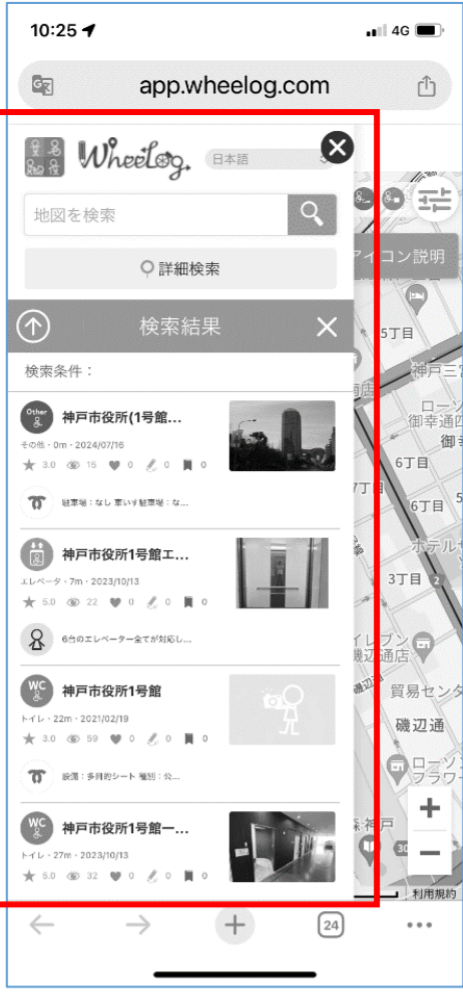 10:25
4G
app.wheelog.com
WheeLog.
日本語
地図を検索
詳細検索
アイコン説明
検索結果
検索条件：
Other
神戸市役所(1号館...
その他・0m・2024/07/16
3.0 15 0 0 0
駐車場：なし 車いす駐車場：な...
神戸市役所1号館エ...
エレベータ・7m・2023/10/13
5.0 22 0 0 0
6台のエレベーター全てが対応し...
WC
神戸市役所1号館
トイレ・22m・2021/02/19
3.0 59 0 0 0
設備：多目的シート 種別：公...
WC
神戸市役所1号館一...
トイレ・27m・2023/10/13
5.0 32 0 0 0
5丁目
神戸三宮
ローソ
御幸通四
御幸
6丁目
7丁目
6丁目
5
ホテルサ
3丁目
2
イレブン
磯辺通店
貿易センタ
磯辺通
ローソン
フラワー
神戸
30
+
−
利用規約
24